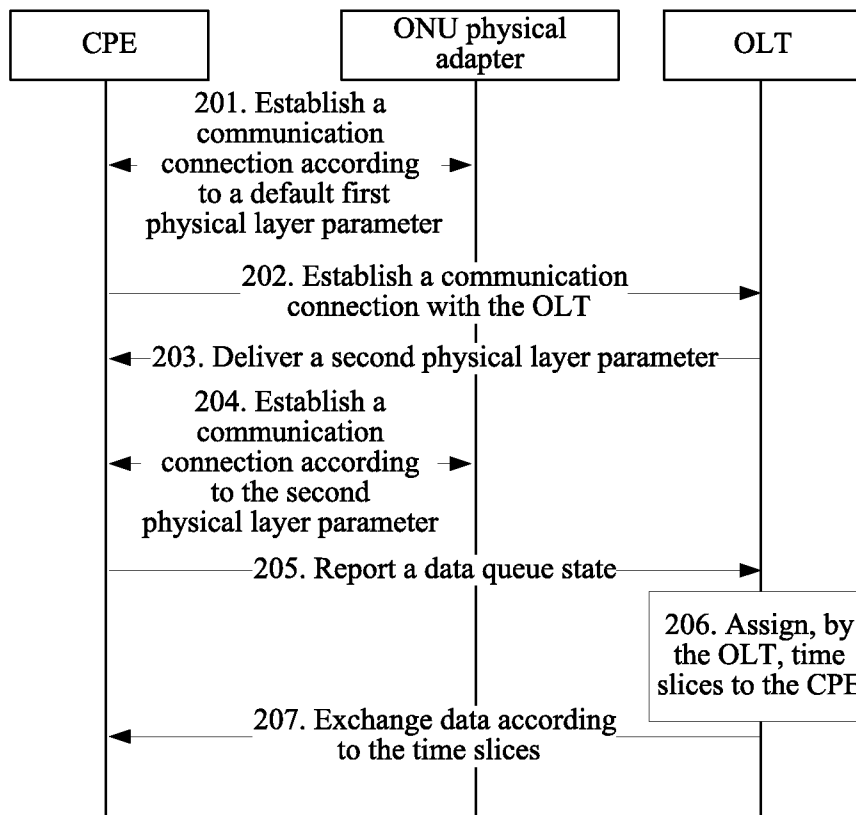 CPE
ONU physical
adapter
OLT
201. Establish a
communication
connection according
to a default first
physical layer parameter
202. Establish a communication
connection with the OLT
203. Deliver a second physical layer parameter
204. Establish a
communication
connection according
to the second
physical layer parameter
205. Report a data queue state
206. Assign, by
the OLT, time
slices to the CPE
207. Exchange data according
to the time slices